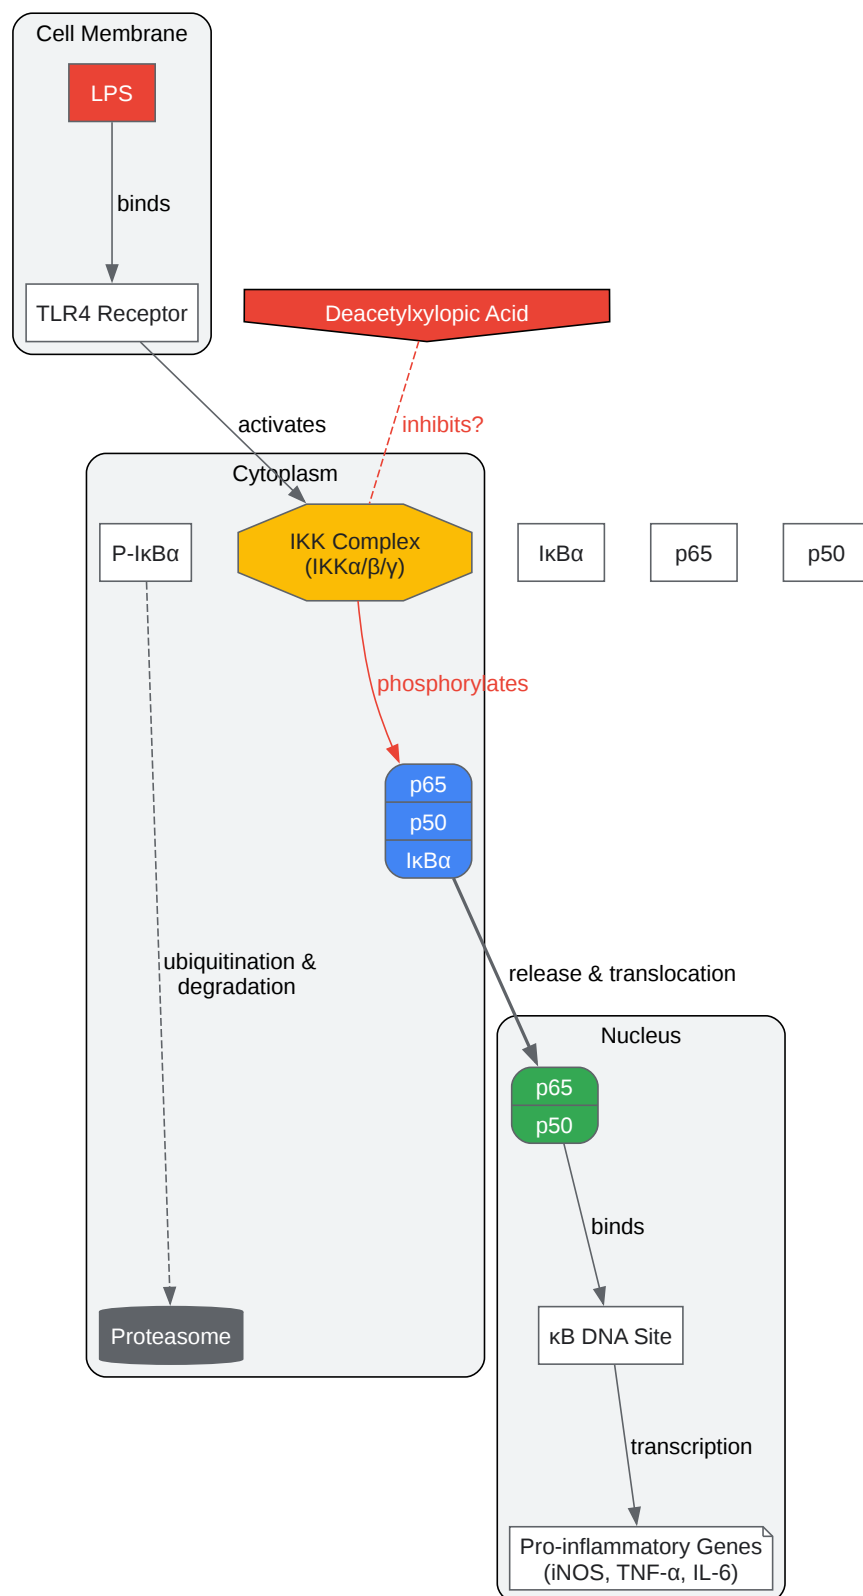 Cell Membrane
LPS
binds
TLR4 Receptor
Deacetylxylopic Acid
activates
inhibits?
Cytoplasm
P-IκBα
IKK Complex
(IKKα/β/γ)
IκBα
p65
p50
phosphorylates
p65
p50
IκBα
ubiquitination &
degradation
release & translocation
Nucleus
p65
p50
binds
Proteasome
κB DNA Site
transcription
Pro-inflammatory Genes
(iNOS, TNF-α, IL-6)